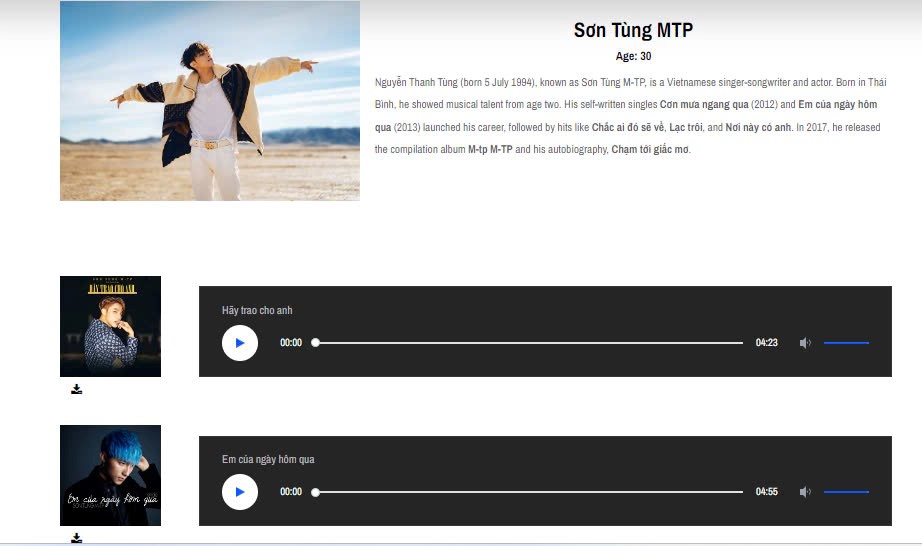 Sơn Tùng MTP
Age: 30
Nguyễn Thanh Tùng (born 5 July 1994), known as Sơn Tùng M-TP, is a Vietnamese singer-songwriter and actor. Born in Thái
Bình, he showed musical talent from age two. His self-written singles Cơn mưa ngang qua (2012) and Em của ngày hôm
qua (2013) launched his career, followed by hits like Chắc ai đó sẽ về, Lạc trôi, and Nơi này có anh. In 2017, he released
the compilation album M-tp M-TP and his autobiography, Chạm tới giấc mơ.
SƠN TÙNG M-TP
HÃY TRAO CHO ANH
Hãy trao cho anh
00:00 04:23
Em của ngày hôm qua
Em của ngày hôm qua
00:00 04:55